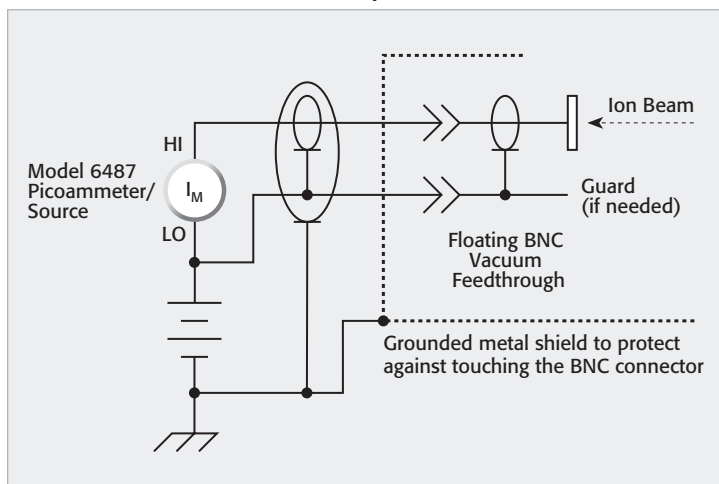 HI
Ion Beam
Model 6487
Picoammeter/
Source
IM
LO
Guard
(if needed)
Floating BNC
Vacuum
Feedthrough
Grounded metal shield to protect
against touching the BNC connector